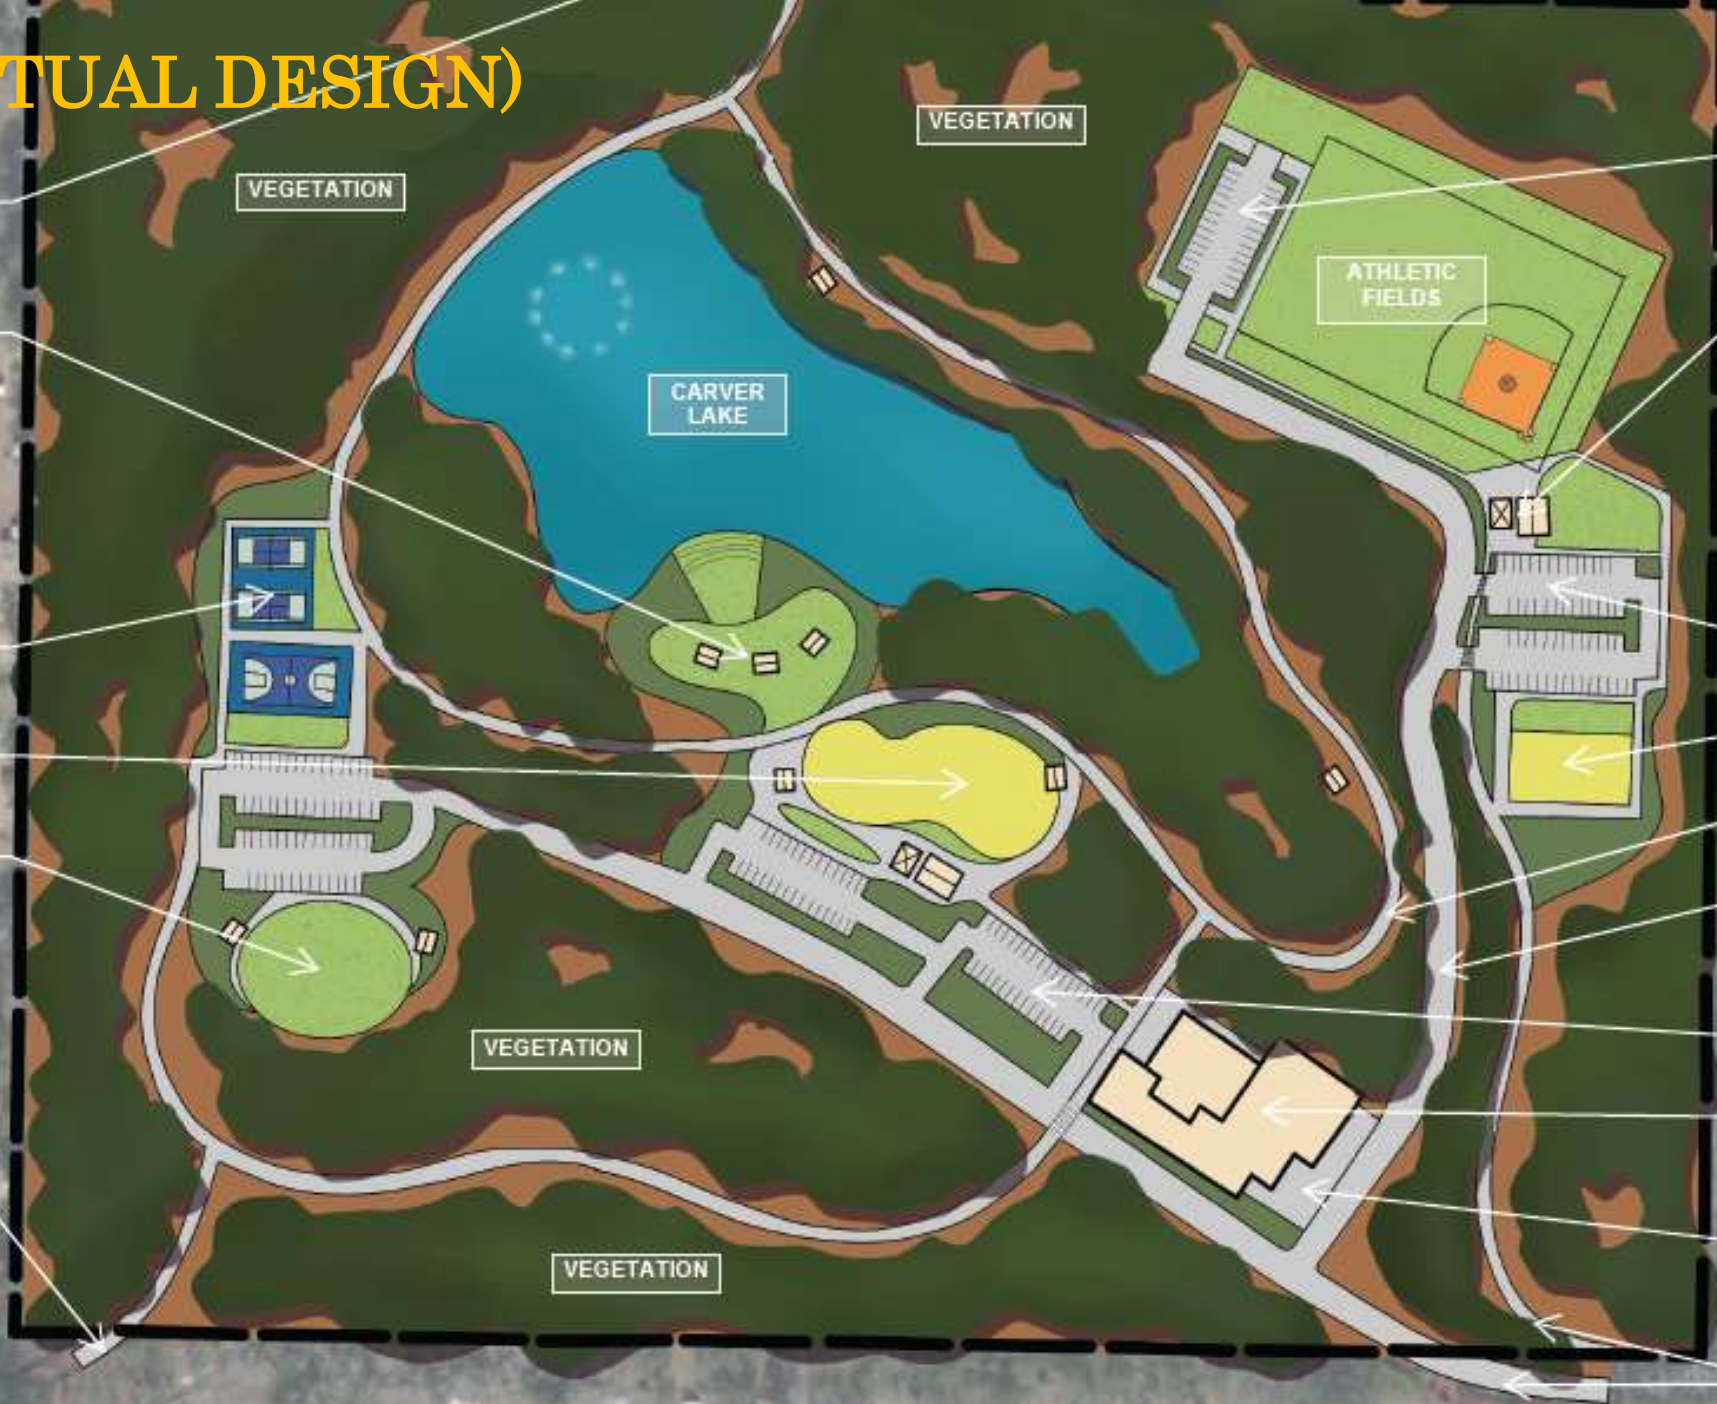 TUAL DESIGN)
VEGETATION
VEGETATION
ATHLETIC
FIELDS
CARVER
LAKE
VEGETATION
VEGETATION